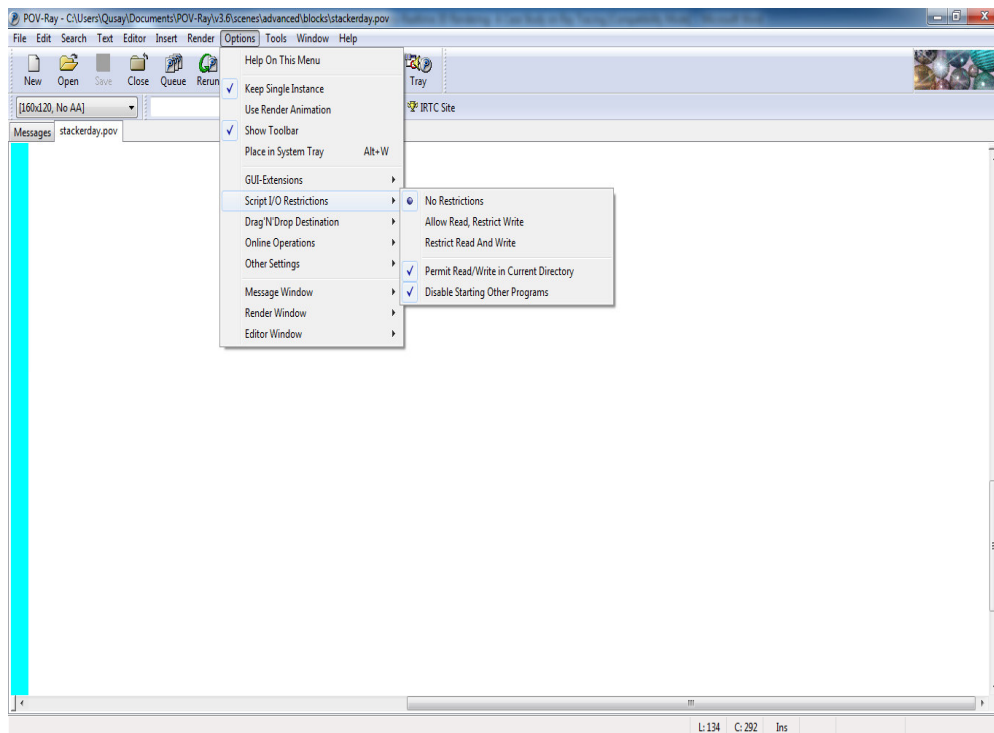 POV-Ray - C:\Users\Qusay\Documents\POV-Ray\v3.6\scenes\advanced\blocks\stackerday.pov
File Edit Search Text Editor Insert Render Options Tools Window Help
New Open Save Close Queue Rerun Tray
[160x120, No AA] IRTC Site
Messages stackerday.pov
Help On This Menu
Keep Single Instance
Use Render Animation
Show Toolbar
Place in System Tray Alt+W
GUI-Extensions
Script I/O Restrictions
Drag'N'Drop Destination
Online Operations
Other Settings
Message Window
Render Window
Editor Window
No Restrictions
Allow Read, Restrict Write
Restrict Read And Write
Permit Read/Write in Current Directory
Disable Starting Other Programs
L: 134 C: 292 Ins